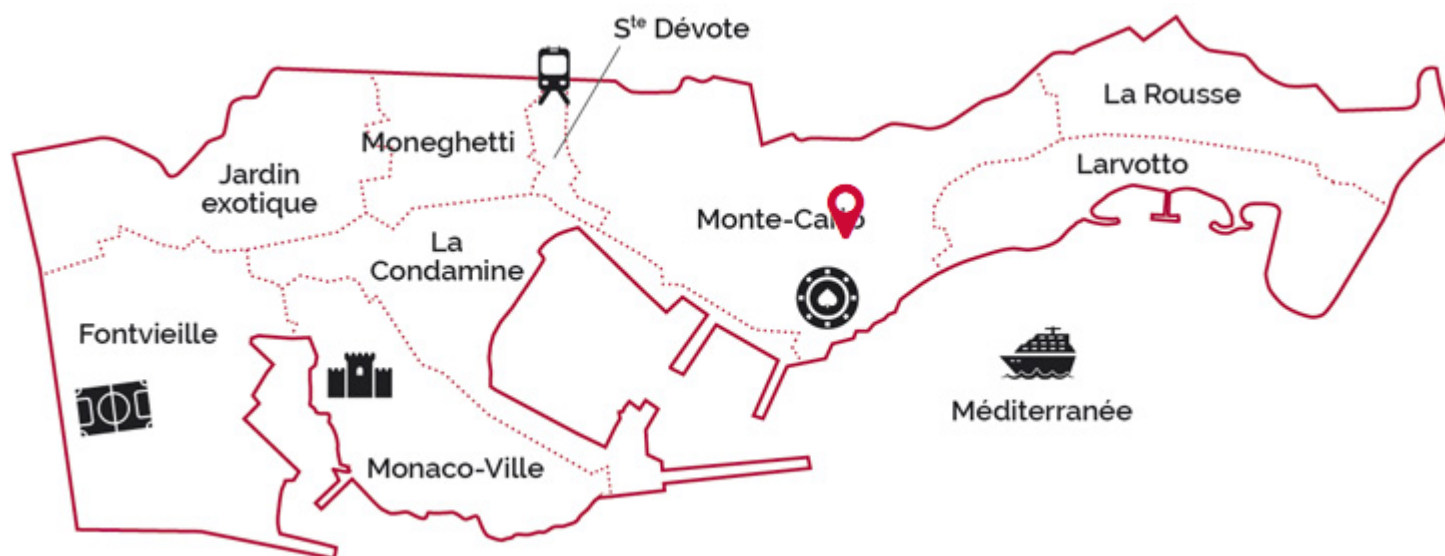 Sᵗᵉ Dévote
La Rousse
Moneghetti
Larvotto
Jardin
exotique
Monte-Carlo
La
Condamine
Fontvieille
Méditerranée
Monaco-Ville